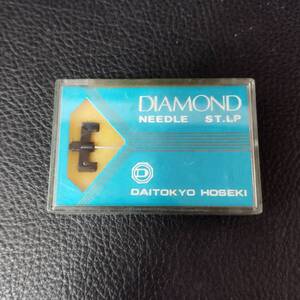 DIAMOND
NEEDLE ST.LP
D
DAITOKYO HOSEKI